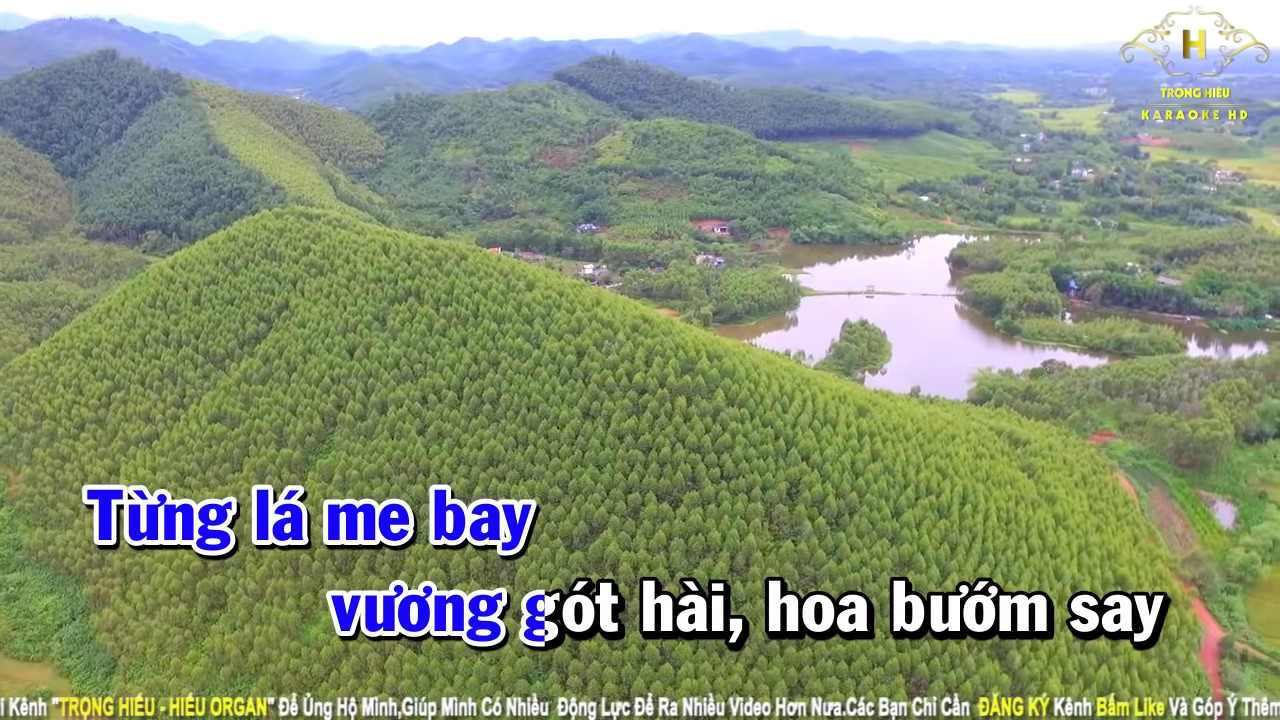 H
TRỌNG HIẾU
KARAOKE HD
Từng lá me bay
vương gót hài, hoa bướm say
i Kênh "TRỌNG HIẾU - HIẾU ORGAN" Để Ủng Hộ Mình,Giúp Mình Có Nhiều Động Lực Để Ra Nhiều Video Hơn Nưa.Các Bạn Chỉ Cần ĐĂNG KÝ Kênh Bấm Like Và Góp Ý Thêm